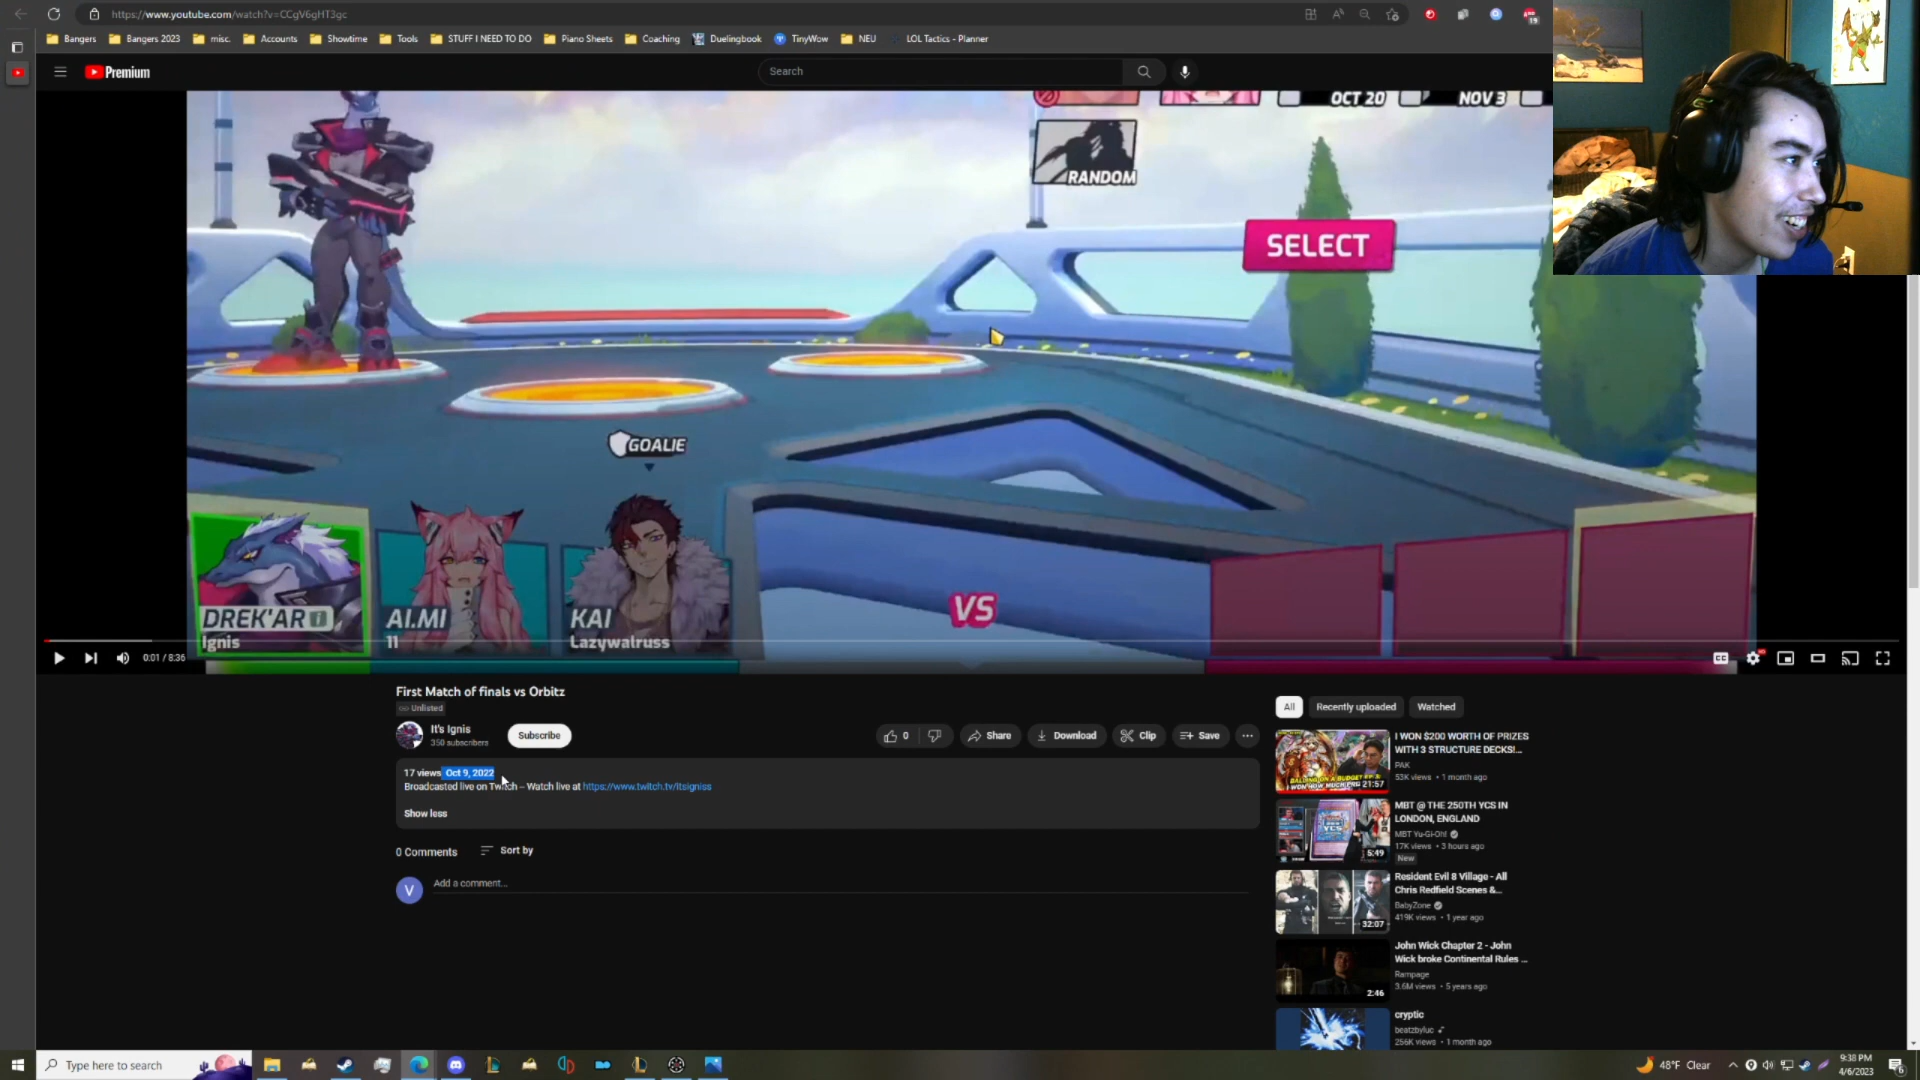 https://www.youtube.com/watch?v=CCgV6gHT3gc
Bangers
Bangers 2023
misc.
Accounts
Showtime
Tools
STUFF I NEED TO DO
Piano Sheets
Coaching
Duelingbook
TinyWow
NEU
LOL Tactics - Planner
Premium
Search
OCT 20
NOV 3
RANDOM
SELECT
GOALIE
DREK'AR
Ignis
AI.MI
11
KAI
Lazywalruss
VS
0:01 / 8:36
CC
First Match of finals vs Orbitz
Unlisted
It's Ignis
350 subscribers
Subscribe
0
Share
Download
Clip
Save
17 views Oct 9, 2022
Broadcasted live on Twitch -- Watch live at https://www.twitch.tv/itsigniss
Show less
0 Comments
Sort by
V
Add a comment...
All
Recently uploaded
Watched
I WON $200 WORTH OF PRIZES
WITH 3 STRUCTURE DECKS!...
PAK
53K views • 1 month ago
21:57
MBT @ THE 250TH YCS IN
LONDON, ENGLAND
MBT Yu-Gi-Oh!
17K views • 3 hours ago
New
5:49
Resident Evil 8 Village - All
Chris Redfield Scenes &...
BabyZone
419K views • 1 year ago
32:07
John Wick Chapter 2 - John
Wick broke Continental Rules ...
Rampage
3.6M views • 5 years ago
2:46
cryptic
beatzbyluc
256K views • 1 month ago
Type here to search
48°F Clear
9:38 PM
4/6/2023